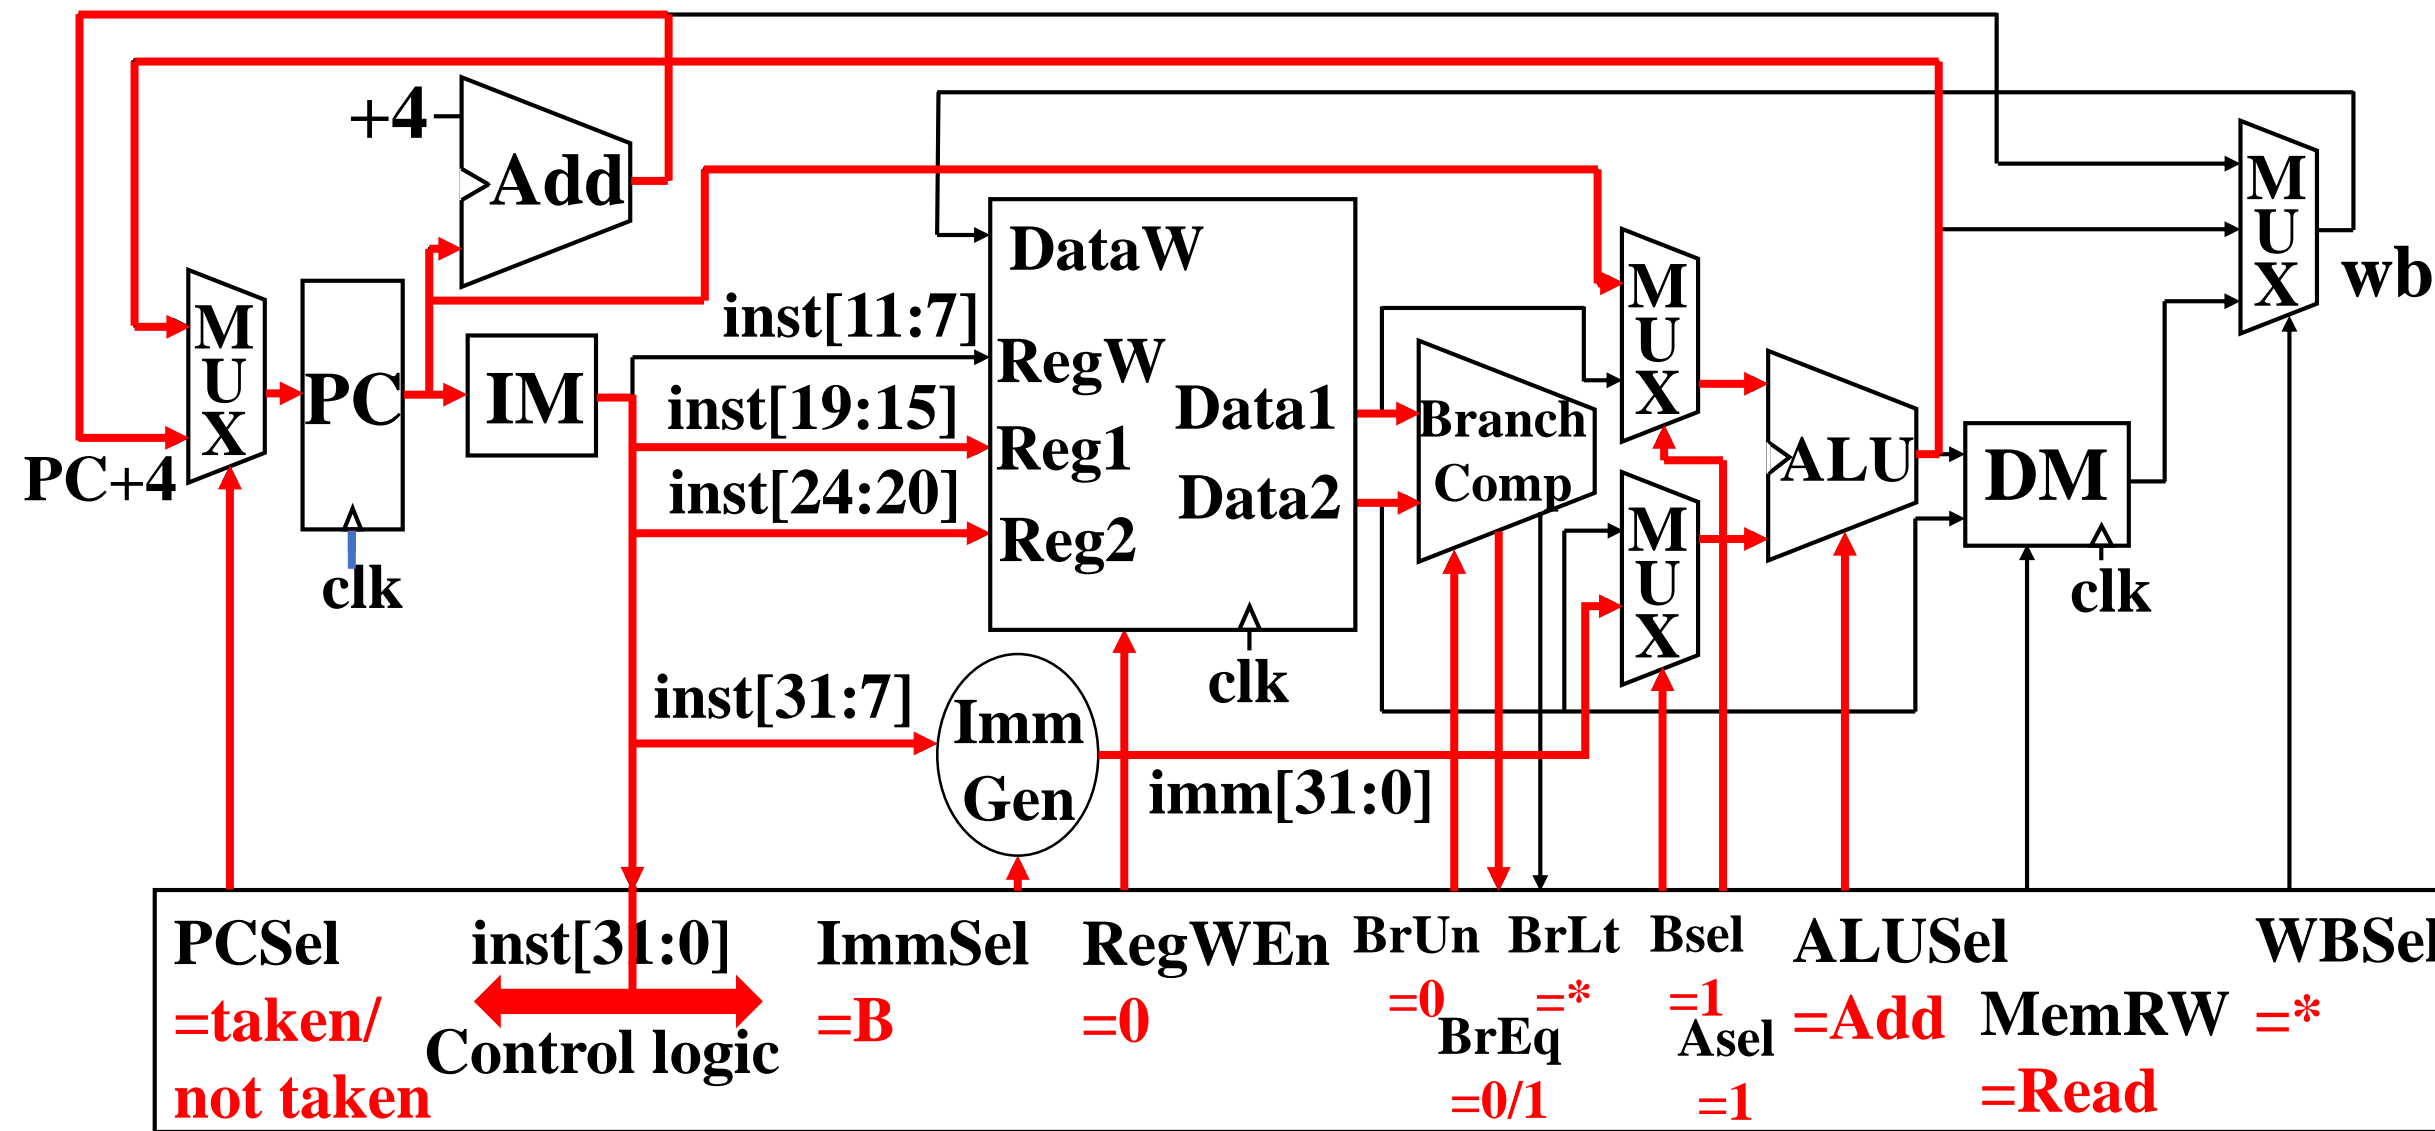 +4
Add
DataW
M
U
X
wb
inst[11:7]
M
U
X
PC
IM
RegW
inst[19:15]
Data1
Branch
Comp
M
U
X
ALU
DM
Reg1
inst[24:20]
Data2
PC+4
Reg2
M
U
X
clk
clk
clk
inst[31:7]
Imm
Gen
imm[31:0]
PCSel
=taken/
not taken
inst[31:0]
Control logic
ImmSel
=B
RegWEn
=0
BrUn
=0
BrLt
=*
BrEq
=0/1
Bsel
=1
Asel
=1
ALUSel
=Add
MemRW
=Read
WBSel
=*